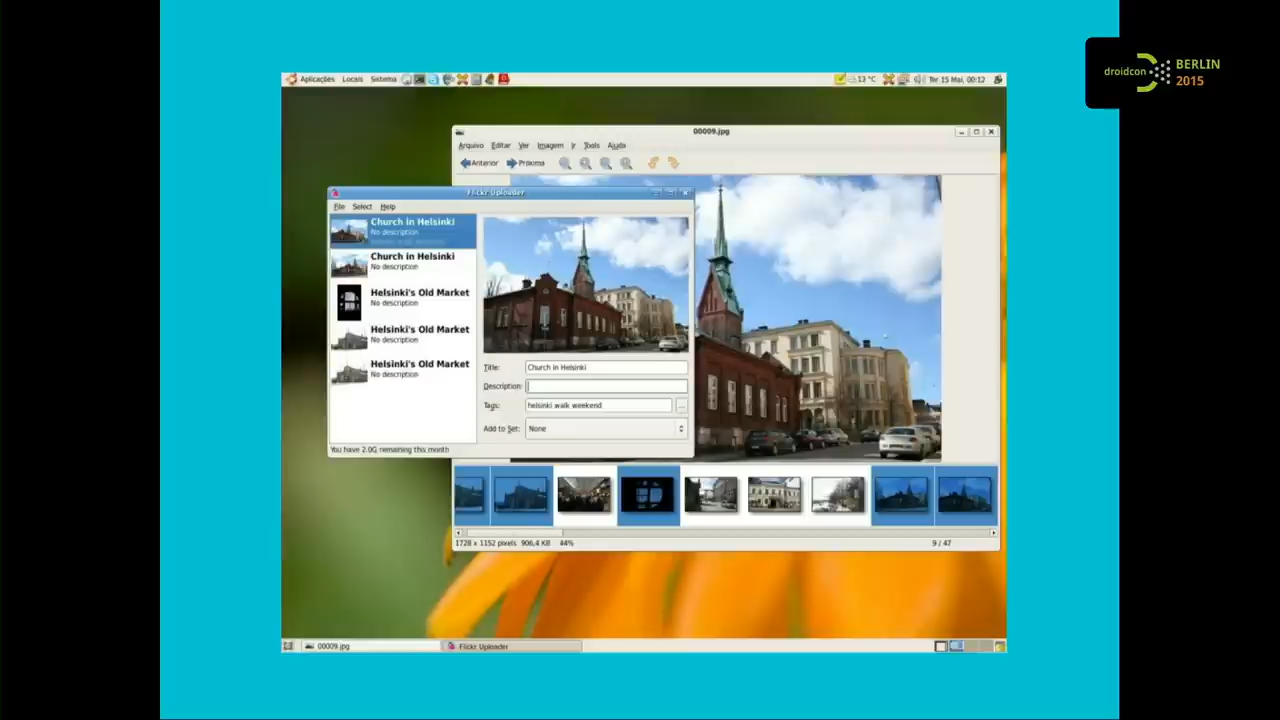 droidcon
BERLIN
2015
Aplicações Locais Sistema
13 °C
Ter 15 Mai, 00:12
00009.jpg
Arquivo Editar Ver Imagem Ir Tools Ajuda
Anterior Próxima
Flickr Uploader
File Select Help
Church in Helsinki
No description
Church in Helsinki
No description
Helsinki's Old Market
No description
Helsinki's Old Market
No description
Helsinki's Old Market
No description
Title: Church in Helsinki
Description:
Tags: helsinki walk weekend ...
Add to Set: None
You have 2.0G remaining this month
1728 x 1152 pixels 906,4 KB 44%
9 / 47
00009.jpg
Flickr Uploader